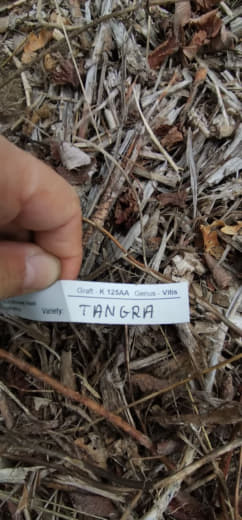 Graft - K 125AA Genus - Vitis
Variety TANGRA